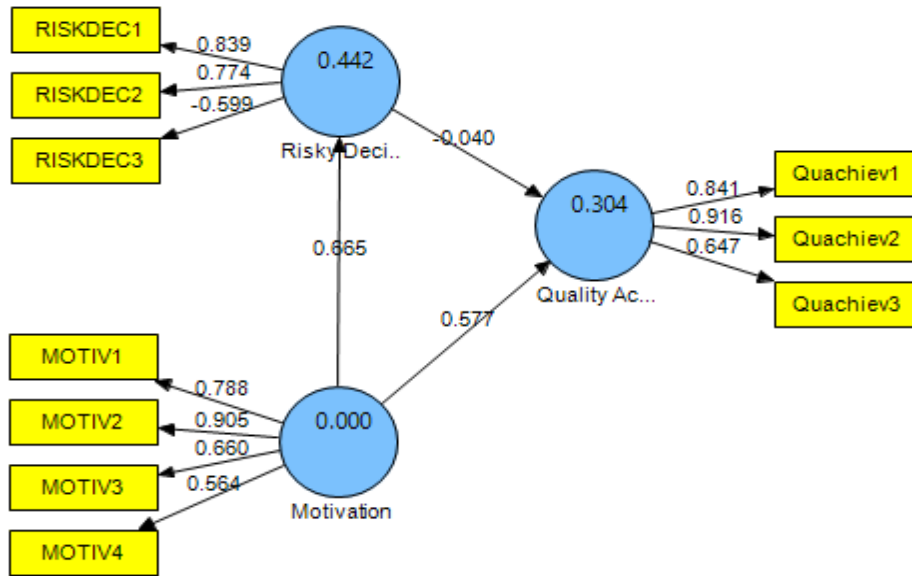 RISKDEC1
0.839
0.442
RISKDEC2
0.774
-0.599
RISKDEC3
Risky Deci..
-0.040
0.665
0.304
Quality Ac...
0.841
Quachiev1
0.916
Quachiev2
0.647
Quachiev3
0.577
MOTIV1
0.788
MOTIV2
0.905
0.000
MOTIV3
0.660
0.564
Motivation
MOTIV4